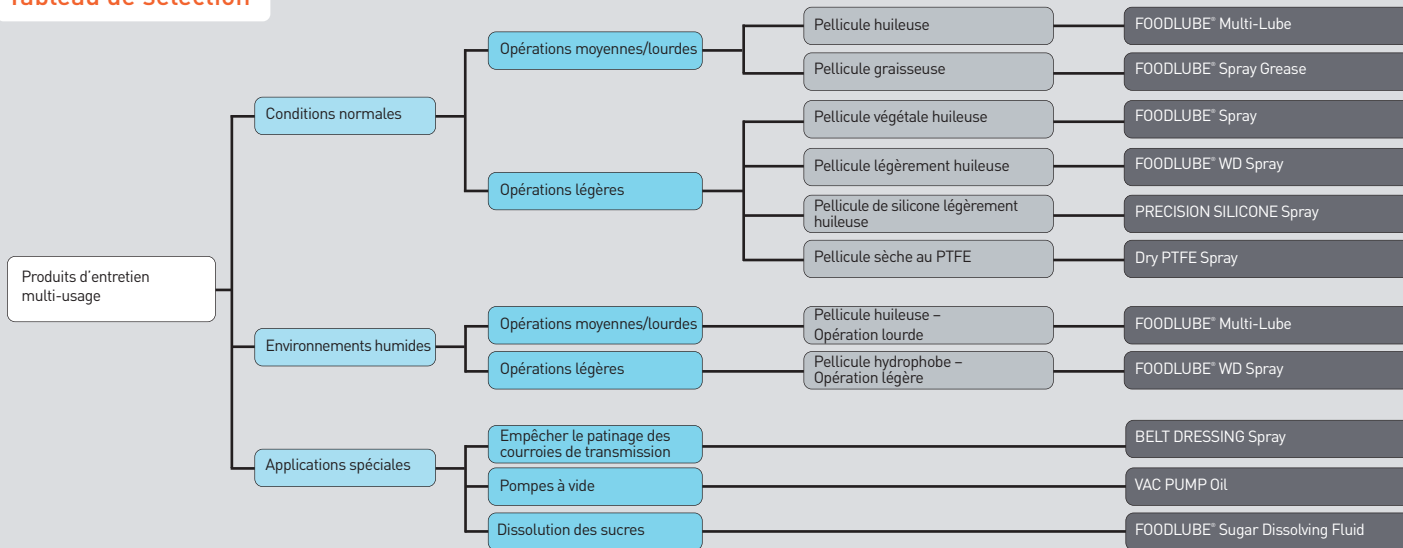 Tableau de sélection
Produits d'entretien
multi-usage
Conditions normales
Opérations moyennes/lourdes
Pellicule huileuse
FOODLUBE® Multi-Lube
Pellicule graisseuse
FOODLUBE® Spray Grease
Opérations légères
Pellicule végétale huileuse
FOODLUBE® Spray
Pellicule légèrement huileuse
FOODLUBE® WD Spray
Pellicule de silicone légèrement
huileuse
PRECISION SILICONE Spray
Pellicule sèche au PTFE
Dry PTFE Spray
Environnements humides
Opérations moyennes/lourdes
Pellicule huileuse –
Opération lourde
FOODLUBE® Multi-Lube
Opérations légères
Pellicule hydrophobe –
Opération légère
FOODLUBE® WD Spray
Applications spéciales
Empêcher le patinage des
courroies de transmission
BELT DRESSING Spray
Pompes à vide
VAC PUMP Oil
Dissolution des sucres
FOODLUBE® Sugar Dissolving Fluid